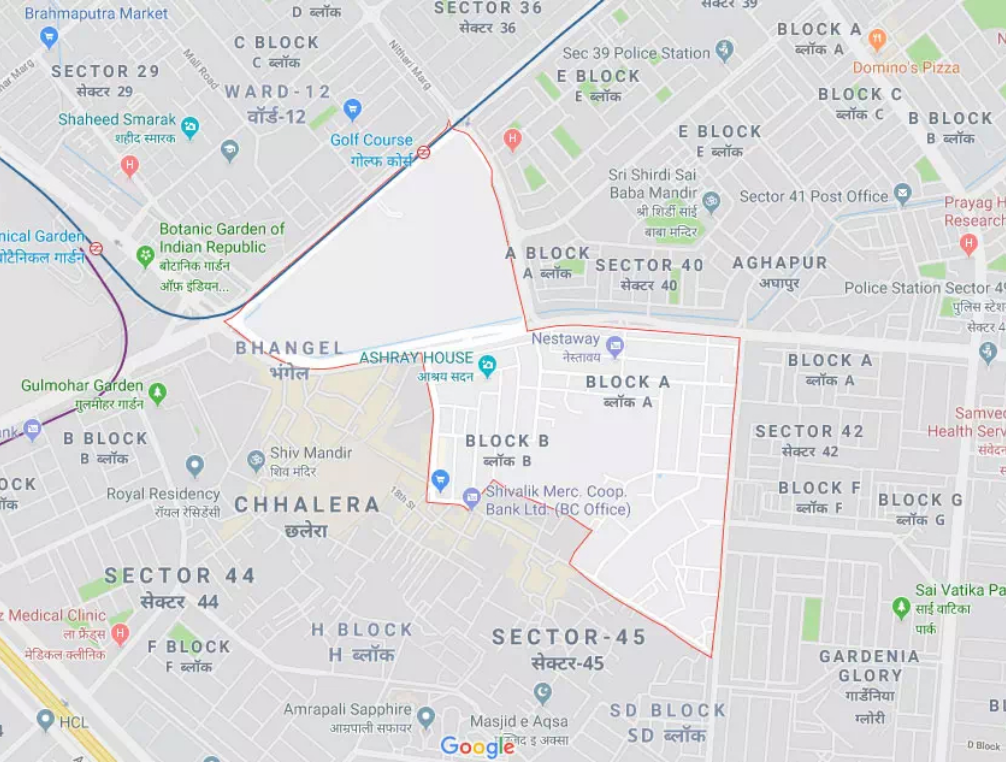 Brahmaputra Market
D ब्लॉक
SECTOR 36
सेक्टर 36
सेक्टर 39
C BLOCK
C ब्लॉक
Nithari Marg
Mall Road
Marg
SECTOR 29
सेक्टर 29
Sec 39 Police Station
BLOCK A
ब्लॉक A
Domino's Pizza
E BLOCK
E ब्लॉक
WARD-12
वॉर्ड-12
BLOCK C
ब्लॉक C
Shaheed Smarak
शहीद स्मारक
Golf Course
गोल्फ कोर्स
H
E BLOCK
E ब्लॉक
B BLOCK
B ब्लॉक
H
Sri Shirdi Sai
Baba Mandir
श्री शिर्डी साई
बाबा मन्दिर
Sector 41 Post Office
Prayag H
Research
H
Botanic Garden of
Indian Republic
बोटानिक गार्डन
ऑफ़ इंडियन...
nical Garden
बोटैनिकल गार्डन
A BLOCK
A ब्लॉक
SECTOR 40
सेक्टर 40
AGHAPUR
अघापुर
Police Station Sector 49
पुलिस स्टेश
सेक्टर 4
BHANGEL
भंगेल
ASHRAY HOUSE
आश्रय सदन
Nestaway
नेस्तावय
BLOCK A
ब्लॉक A
BLOCK A
ब्लॉक A
Gulmohar Garden
गुलमोहर गार्डन
ank
B BLOCK
B ब्लॉक
BLOCK B
ब्लॉक B
SECTOR 42
सेक्टर 42
Samved
Health Serv
संवेद
Shiv Mandir
शिव मंदिर
OCK
ॉक
Royal Residency
रॉयल रेसिडेंसी
CHHALERA
छलेरा
18th St
Shivalik Merc. Coop.
Bank Ltd. (BC Office)
BLOCK F
ब्लॉक F
BLOCK G
ब्लॉक G
SECTOR 44
सेक्टर 44
Sai Vatika Pa
साई वाटिका
पार्क
z Medical Clinic
ला फ्रेंड्स
मेडिकल क्लीनिक
H
F BLOCK
F ब्लॉक
H BLOCK
H ब्लॉक
SECTOR-45
सेक्टर-45
GARDENIA
GLORY
गार्डेनिया
ग्लोरी
HCL
Amrapali Sapphire
आम्रपाली सफायर
Masjid e Aqsa
मस्जिद इ अक्सा
SD BLOCK
SD ब्लॉक
BL
D Block
Google